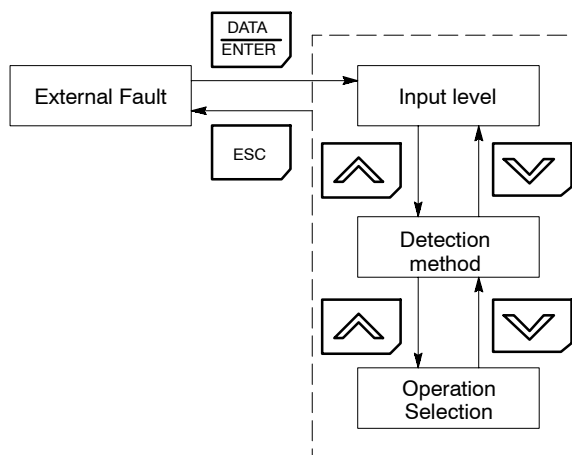 DATA
ENTER
External Fault
Input level
ESC
Detection
method
Operation
Selection